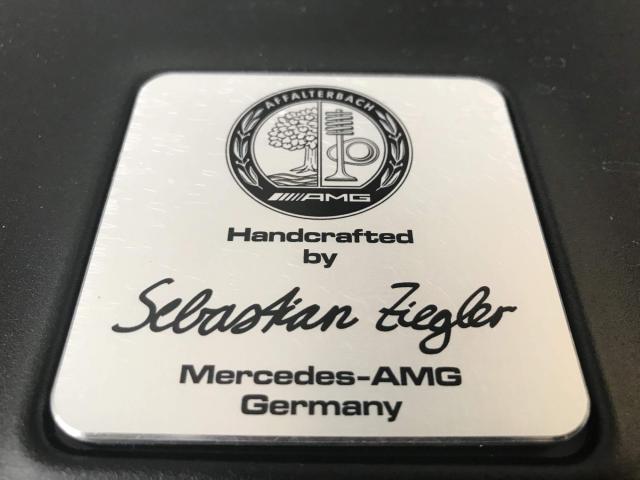 AFFALTERBACH
AMG
Handcrafted
by
Sebastian Ziegler
Mercedes-AMG
Germany